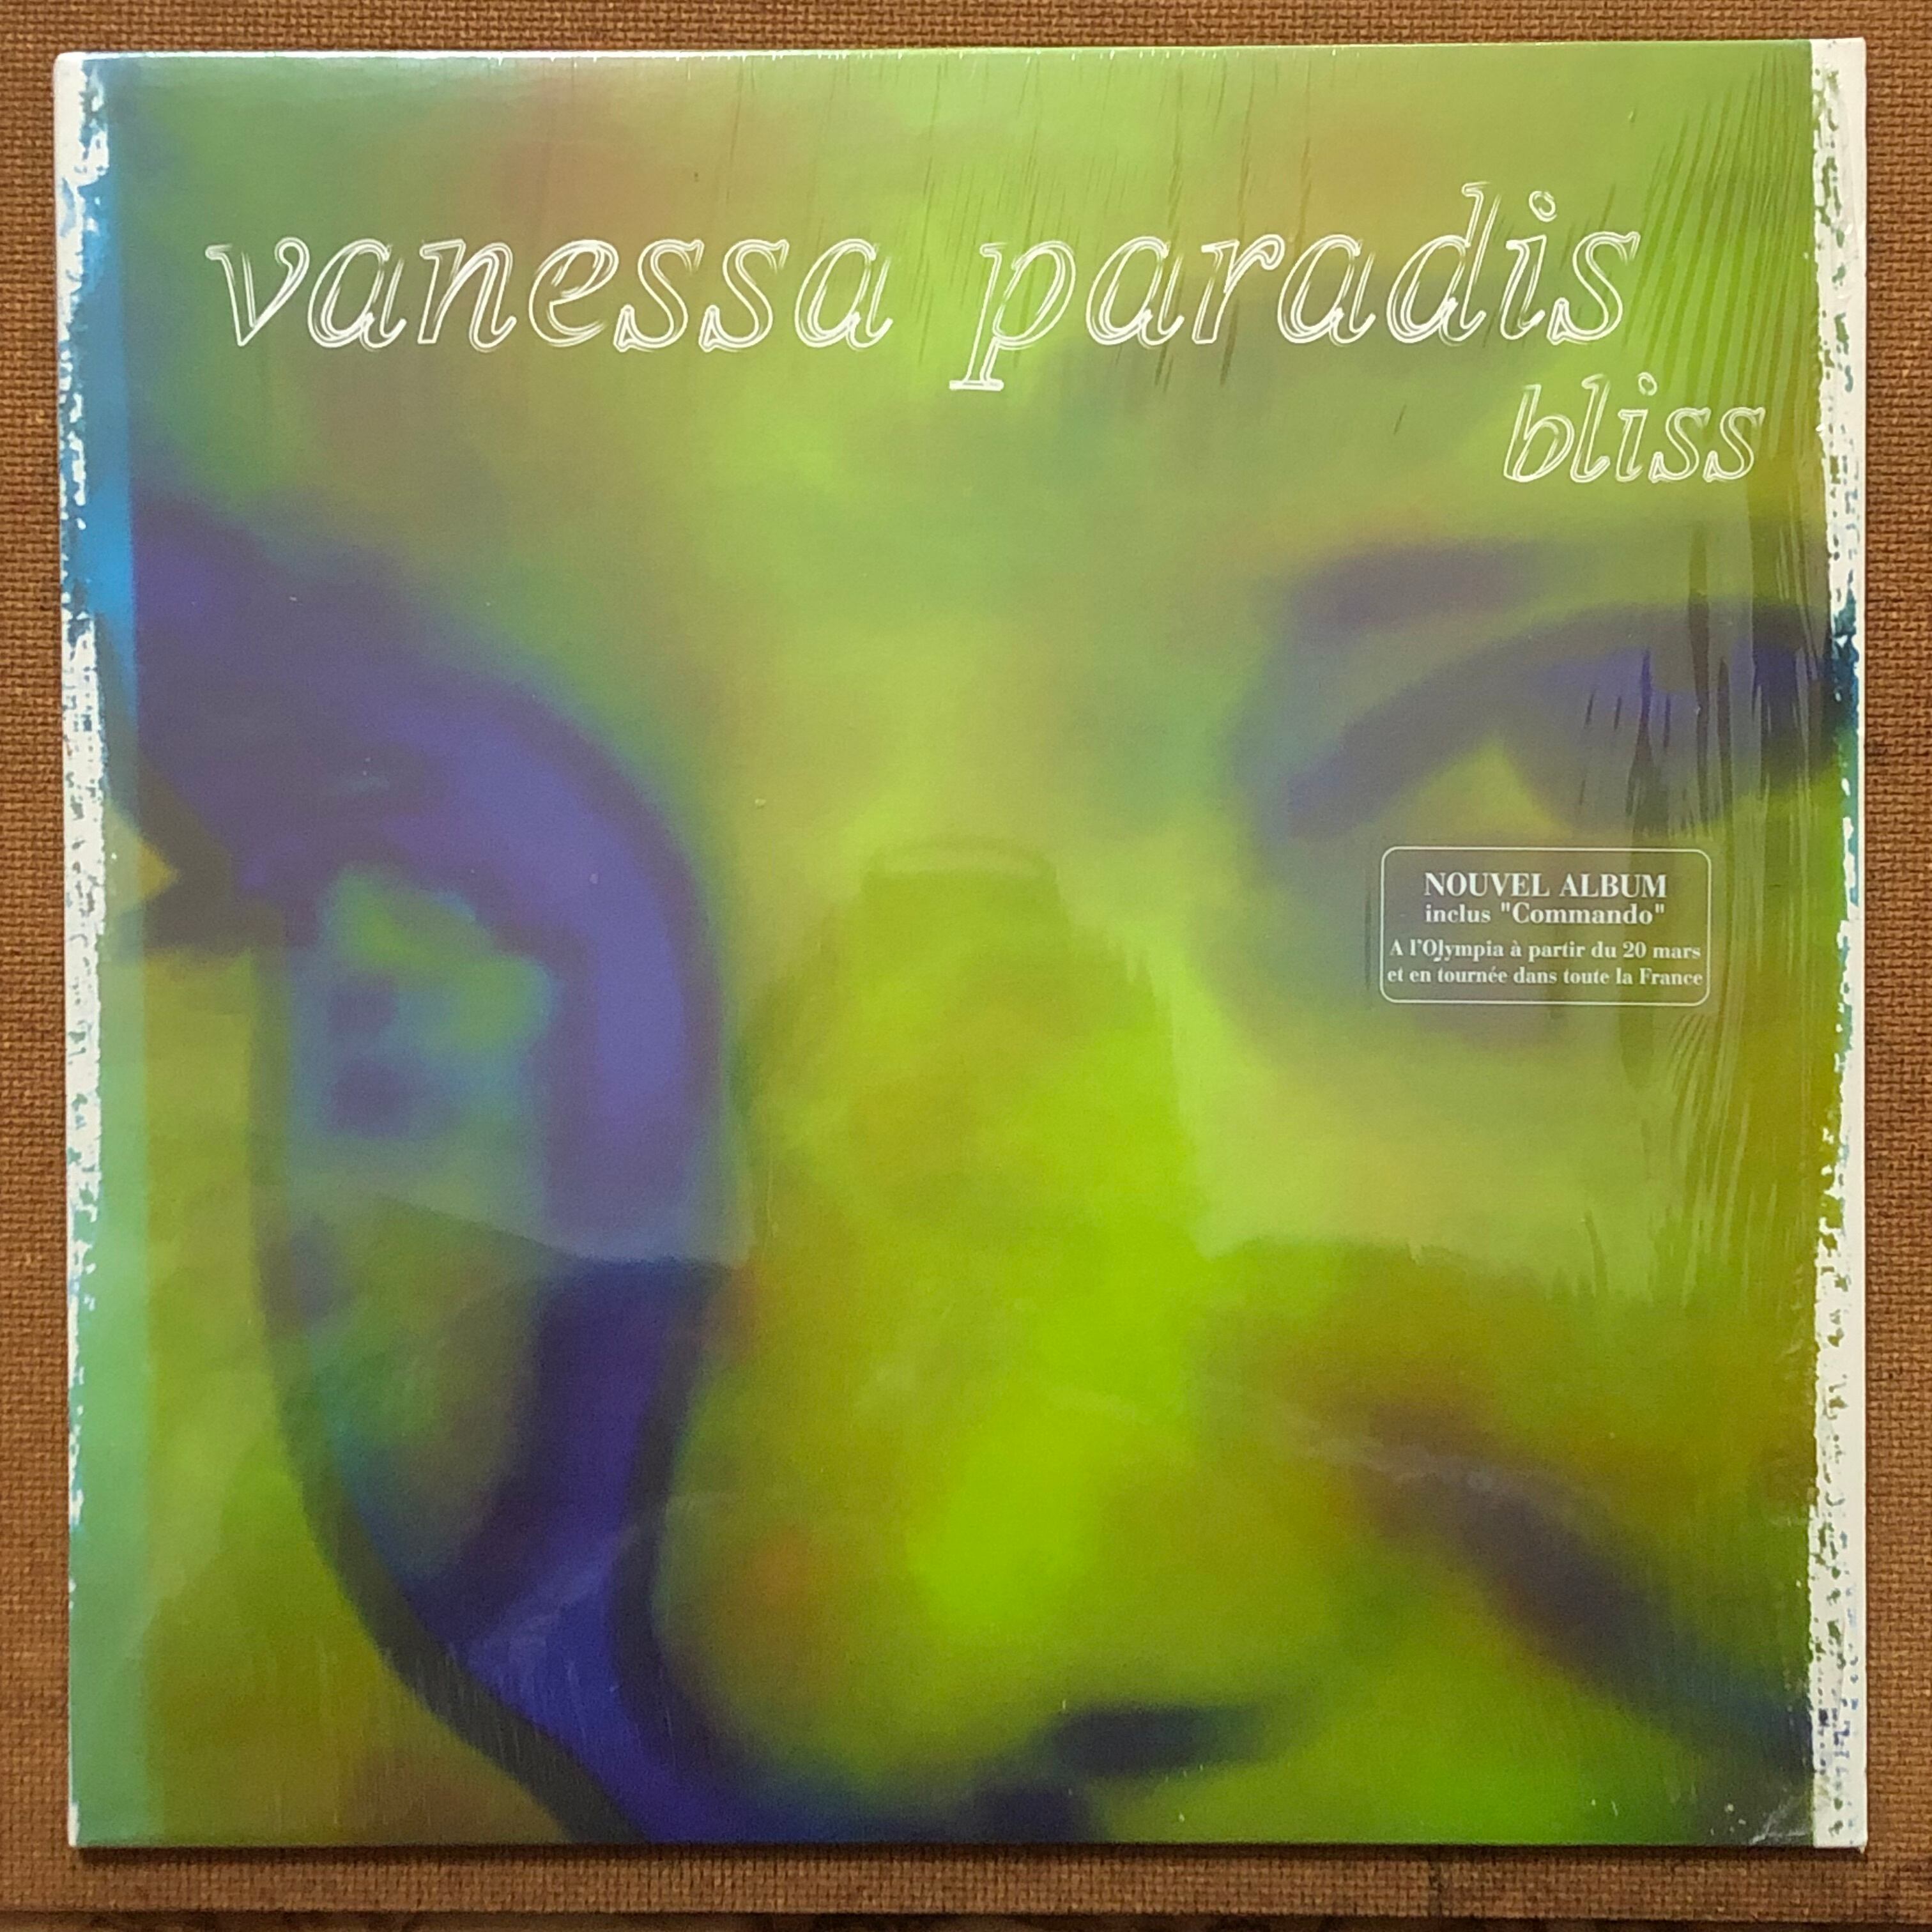 vanessa paradis
bliss
NOUVEL ALBUM
inclus "Commando"
A l'Olympia à partir du 20 mars
et en tournée dans toute la France